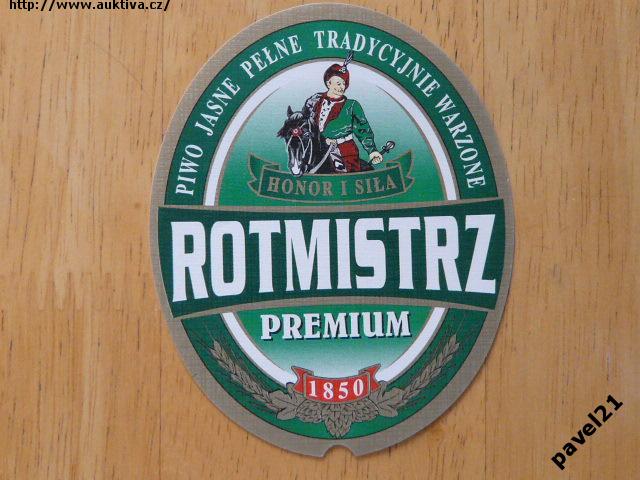 http://www.auktiva.cz/
PIWO JASNE PEŁNE TRADYCYJNIE WARZONE
HONOR I SIŁA
ROTMISTRZ
PREMIUM
1850
pavel21